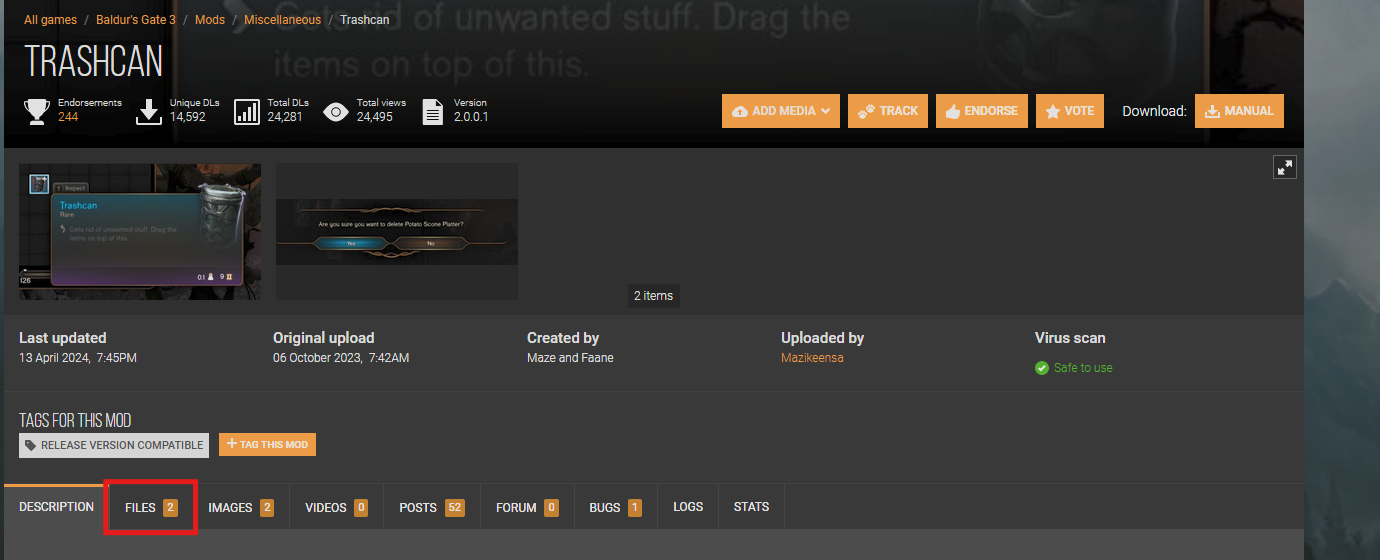 All games / Baldur's Gate 3 / Mods / Miscellaneous / Trashcan
Gets rid of unwanted stuff. Drag the
items on top of this.
TRASHCAN
Endorsements
244
Unique DLs
14,592
Total DLs
24,281
Total views
24,495
Version
2.0.0.1
ADD MEDIA
TRACK
ENDORSE
VOTE
Download:
MANUAL
! Inspect
Trashcan
Rare
Gets rid of unwanted stuff. Drag the
items on top of this.
0.1 9
126
Are you sure you want to delete Potato Scone Platter?
Yes No
2 items
Last updated
13 April 2024, 7:45PM
Original upload
06 October 2023, 7:42AM
Created by
Maze and Faane
Uploaded by
Mazikeensa
Virus scan
Safe to use
TAGS FOR THIS MOD
RELEASE VERSION COMPATIBLE
+ TAG THIS MOD
DESCRIPTION FILES 2 IMAGES 2 VIDEOS 0 POSTS 52 FORUM 0 BUGS 1 LOGS STATS